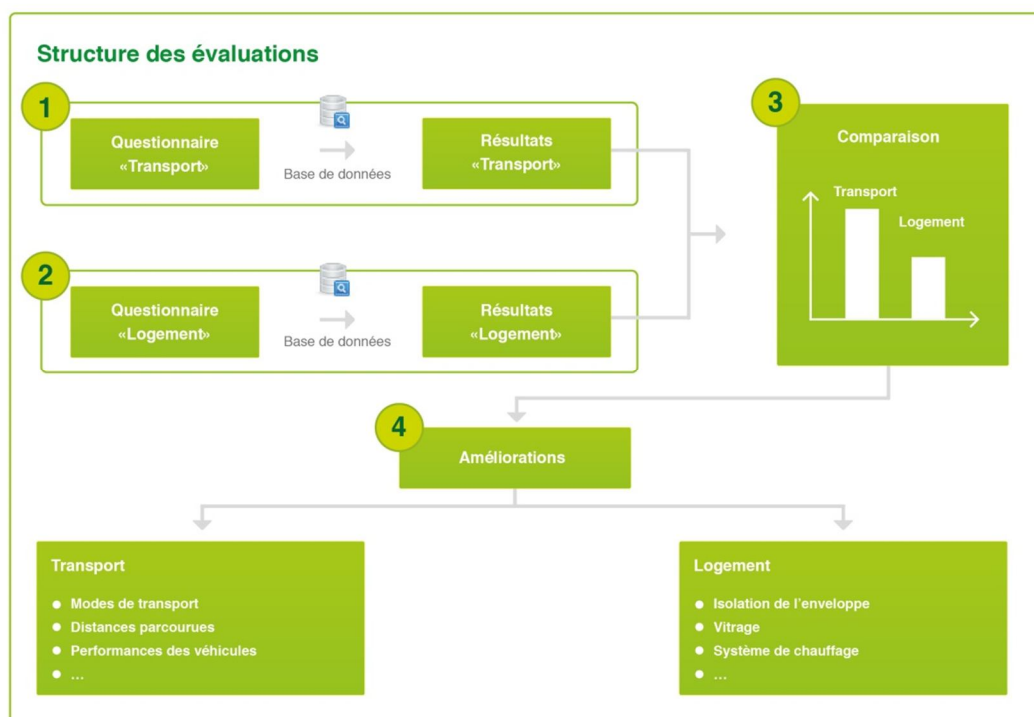 Structure des évaluations
1
Questionnaire
«Transport»
Base de données
Résultats
«Transport»
2
Questionnaire
«Logement»
Base de données
Résultats
«Logement»
3
Comparaison
Transport
Logement
4
Améliorations
Transport
Modes de transport
Distances parcourues
Performances des véhicules
...
Logement
Isolation de l'enveloppe
Vitrage
Système de chauffage
...